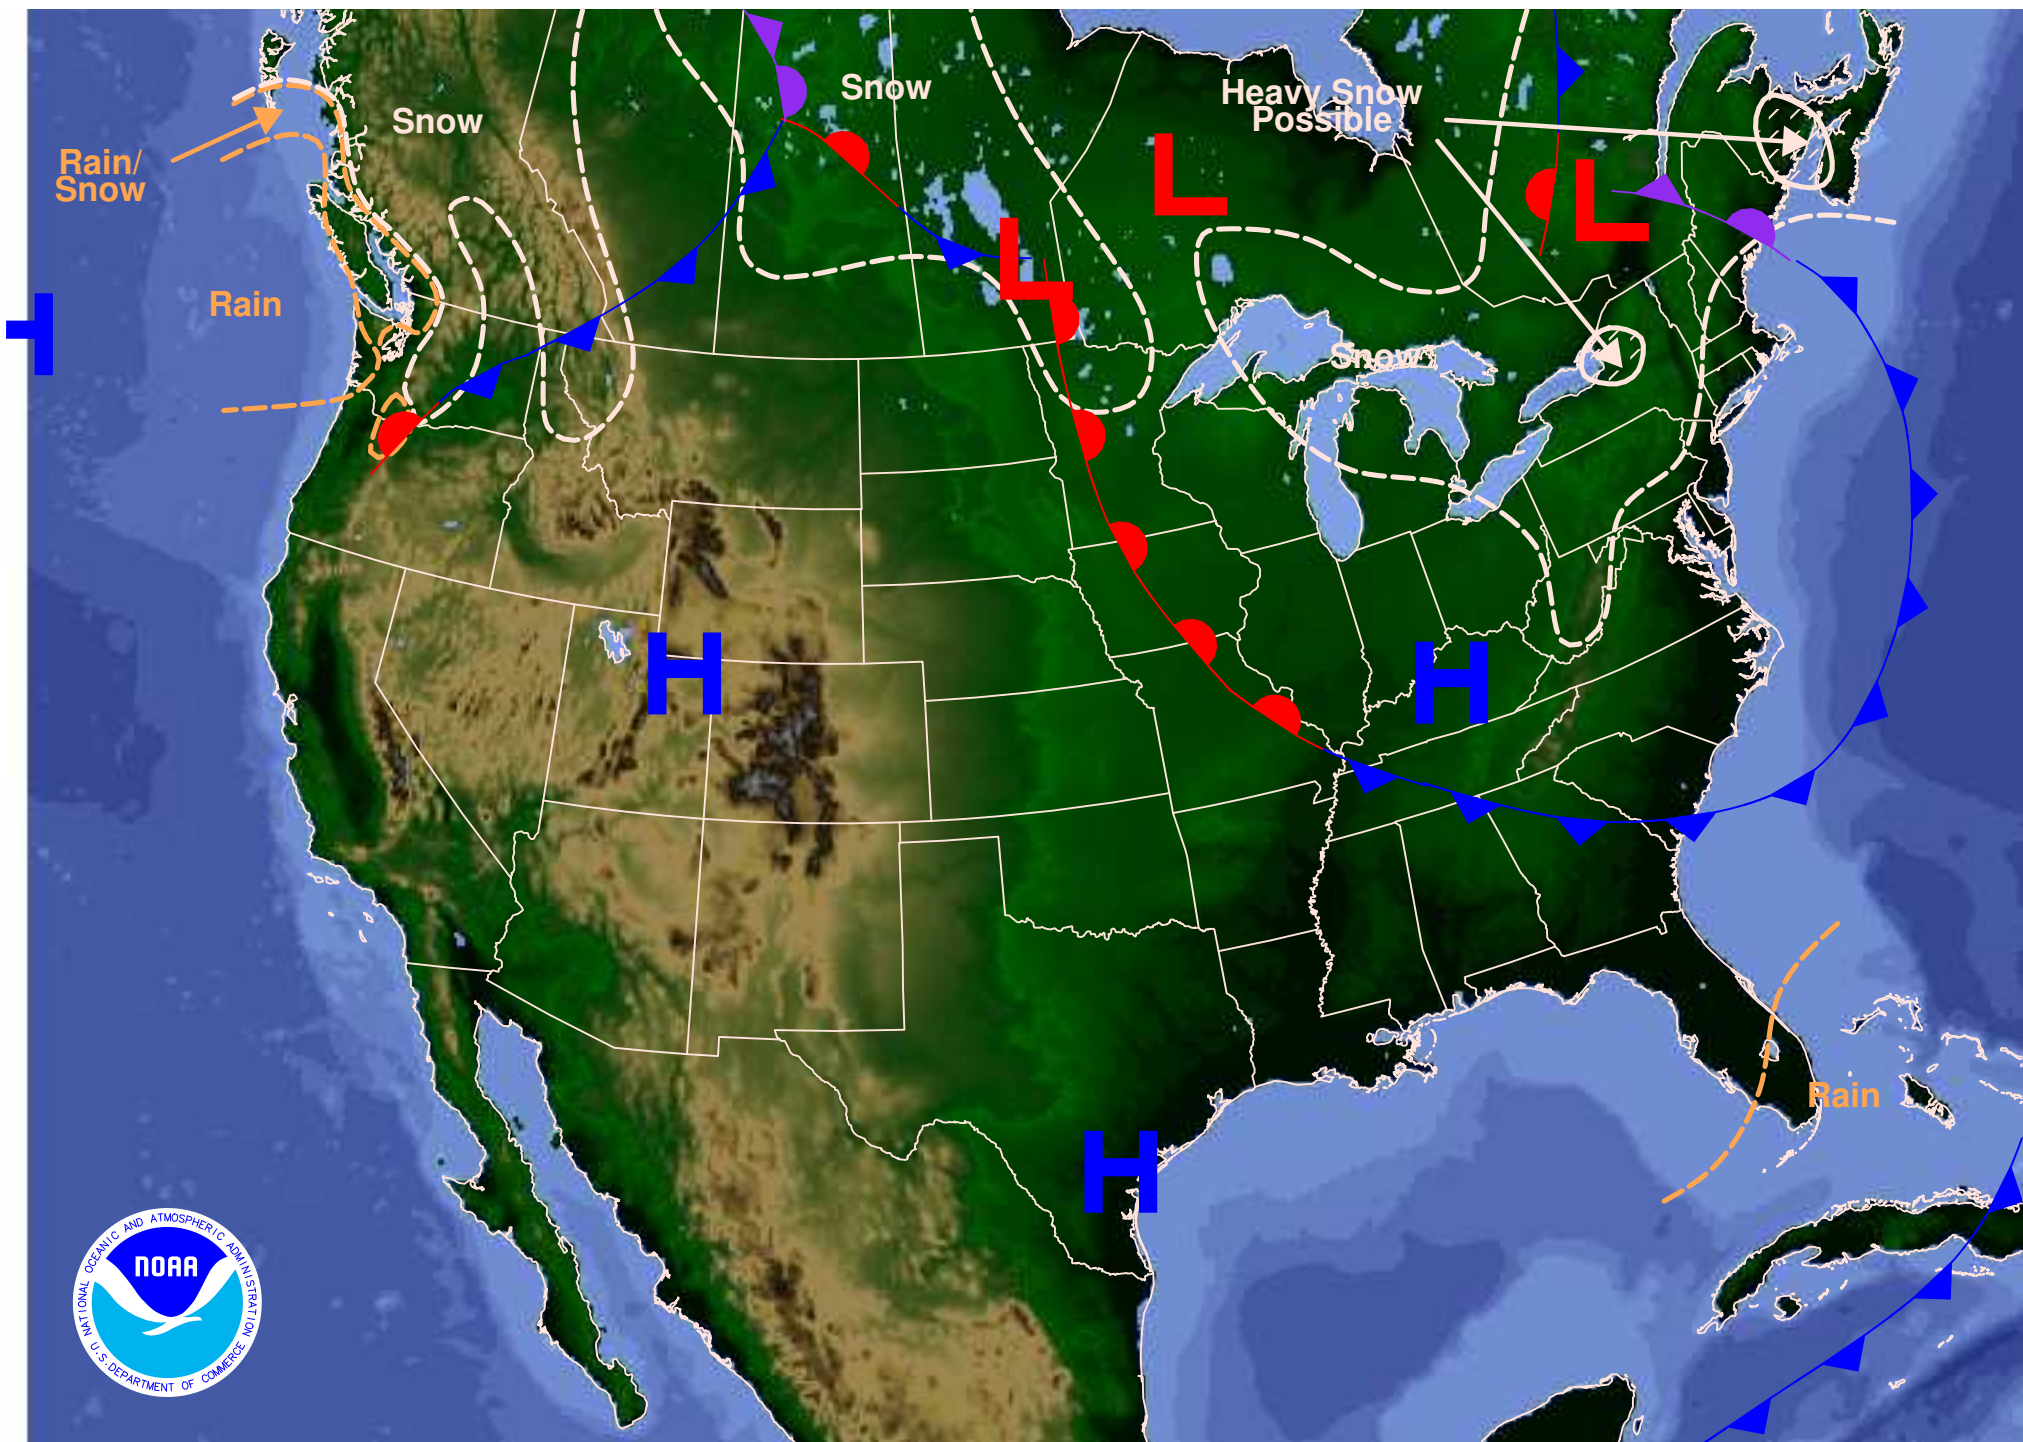 Snow
Snow
Heavy Snow
Possible
Rain/
Snow
Rain
Snow
L
L
L
H
H
H
Rain
NOAA
NATIONAL OCEANIC AND ATMOSPHERIC ADMINISTRATION
U.S. DEPARTMENT OF COMMERCE